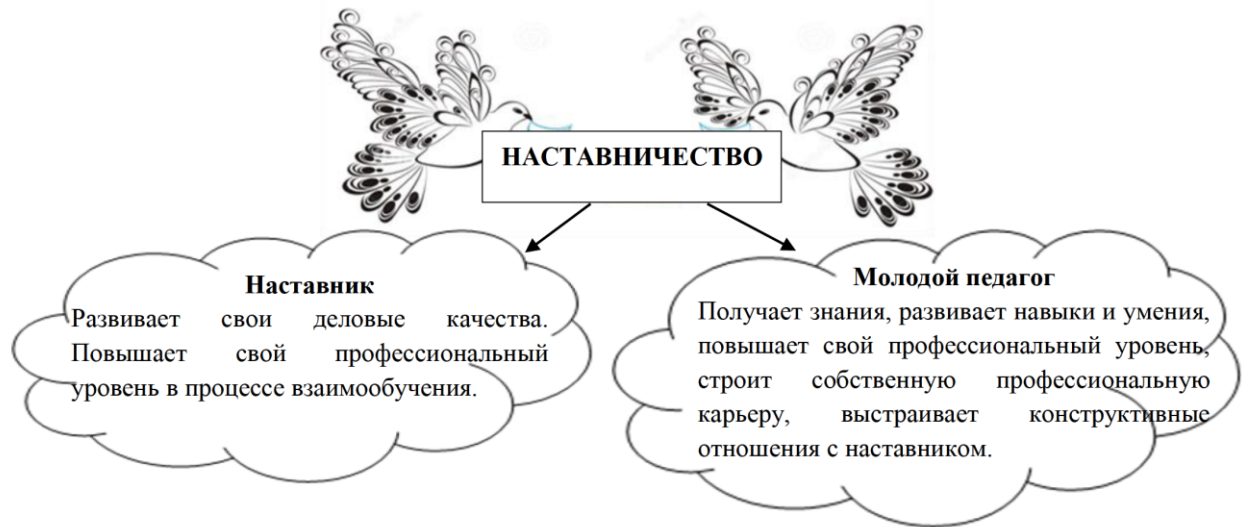 НАСТАВНИЧЕСТВО
Наставник
Развивает свои деловые качества.
Повышает свой профессиональный
уровень в процессе взаимообучения.
Молодой педагог
Получает знания, развивает навыки и умения,
повышает свой профессиональный уровень,
строит собственную профессиональную
карьеру, выстраивает конструктивные
отношения с наставником.